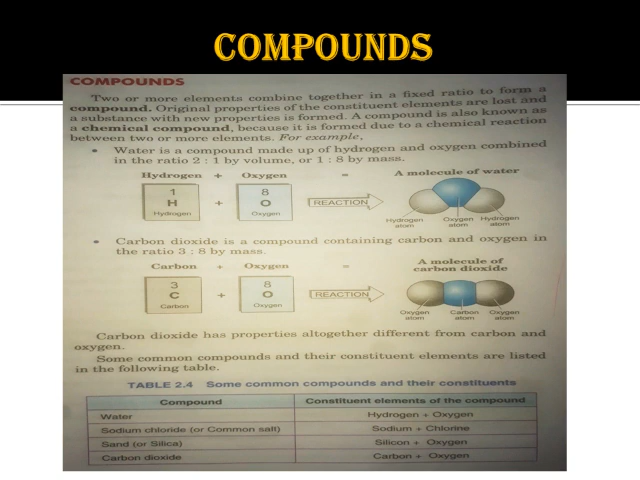 COMPOUNDS
COMPOUNDS
Two or more elements combine together in a fixed ratio to form a
compound. Original properties of the constituent elements are lost and
a substance with new properties is formed. A compound is also known as
a chemical compound, because it is formed due to a chemical reaction
between two or more elements. For example,
• Water is a compound made up of hydrogen and oxygen combined
in the ratio 2 : 1 by volume, or 1 : 8 by mass.
Hydrogen + Oxygen = A molecule of water
1 8
H + O REACTION
Hydrogen Oxygen
Hydrogen atom Oxygen atom Hydrogen atom
• Carbon dioxide is a compound containing carbon and oxygen in
the ratio 3 : 8 by mass.
Carbon + Oxygen = A molecule of
carbon dioxide
3 8
C + O REACTION
Carbon Oxygen
Oxygen atom Carbon atom Oxygen atom
Carbon dioxide has properties altogether different from carbon and
oxygen.
Some common compounds and their constituent elements are listed
in the following table.
TABLE 2.4 Some common compounds and their constituents
Compound Constituent elements of the compound
Water Hydrogen + Oxygen
Sodium chloride (or Common salt) Sodium + Chlorine
Sand (or Silica) Silicon + Oxygen
Carbon dioxide Carbon + Oxygen